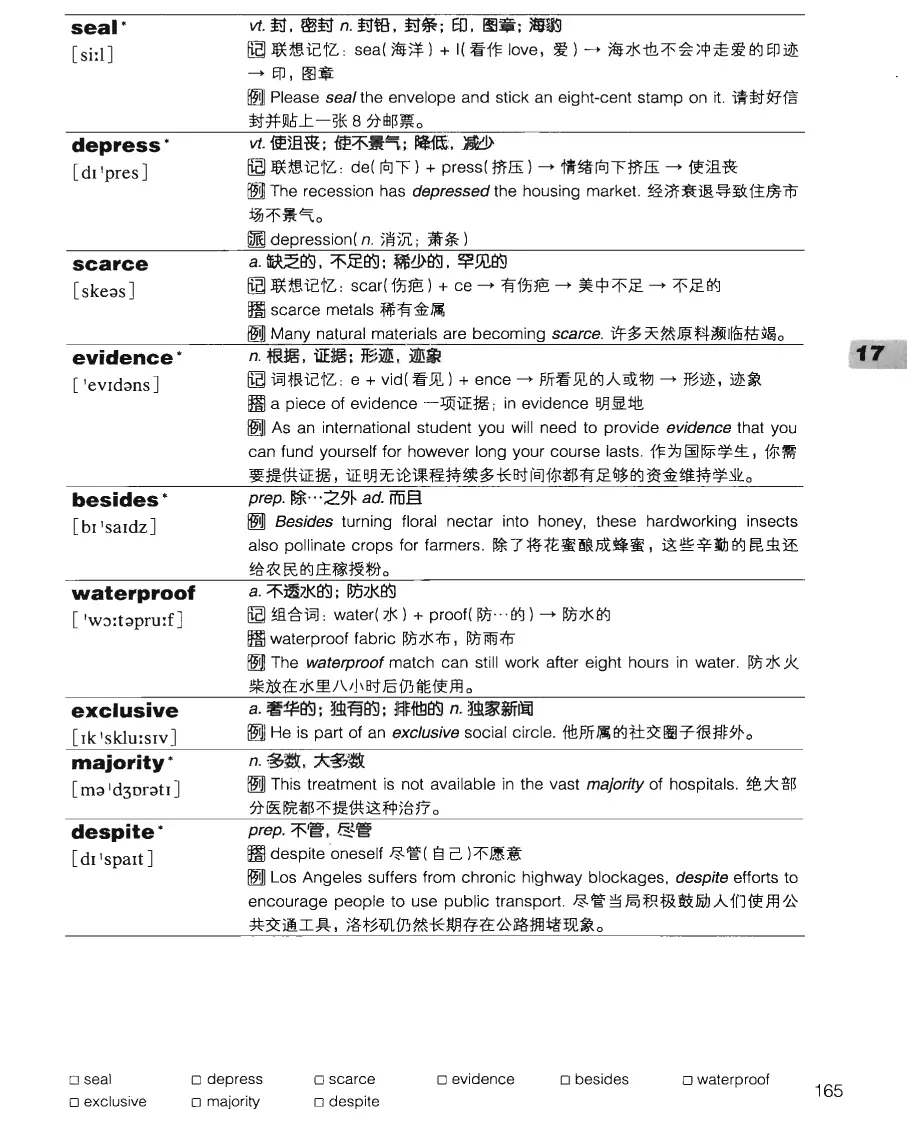 seal*
vt. 封，密封 n. 封铅，封条；印，图章；海豹
[siːl]
[记] 联想记忆：sea(海洋) + l(看作 love，爱) → 海水也不会冲走爱的印迹
→ 印，图章
[例] Please seal the envelope and stick an eight-cent stamp on it. 请封好信
封并贴上一张 8 分邮票。
depress*
vt. 使沮丧；使不景气；降低，减少
[dɪˈpres]
[记] 联想记忆：de(向下) + press(挤压) → 情绪向下挤压 → 使沮丧
[例] The recession has depressed the housing market. 经济衰退导致住房市
场不景气。
[派] depression(n. 消沉；萧条)
scarce
a. 缺乏的，不足的；稀少的，罕见的
[skeəs]
[记] 联想记忆：scar(伤疤) + ce → 有伤疤 → 美中不足 → 不足的
[搭] scarce metals 稀有金属
[例] Many natural materials are becoming scarce. 许多天然原料濒临枯竭。
evidence*
n. 根据，证据；形迹，迹象
17
[ˈevɪdəns]
[记] 词根记忆：e + vid(看见) + ence → 所看见的人或物 → 形迹，迹象
[搭] a piece of evidence 一项证据；in evidence 明显地
[例] As an international student you will need to provide evidence that you
can fund yourself for however long your course lasts. 作为国际学生，你需
要提供证据，证明无论课程持续多长时间你都有足够的资金维持学业。
besides*
prep. 除…之外 ad. 而且
[bɪˈsaɪdz]
[例] Besides turning floral nectar into honey, these hardworking insects
also pollinate crops for farmers. 除了将花蜜酿成蜂蜜，这些辛勤的昆虫还
给农民的庄稼授粉。
waterproof
a. 不透水的；防水的
[ˈwɔːtəpruːf]
[记] 组合词：water(水) + proof(防…的) → 防水的
[搭] waterproof fabric 防水布，防雨布
[例] The waterproof match can still work after eight hours in water. 防水火
柴放在水里八小时后仍能使用。
exclusive
a. 奢华的；独有的；排他的 n. 独家新闻
[ɪkˈskluːsɪv]
[例] He is part of an exclusive social circle. 他所属的社交圈子很排外。
majority*
n. 多数，大多数
[məˈdʒɒrətɪ]
[例] This treatment is not available in the vast majority of hospitals. 绝大部
分医院都不提供这种治疗。
despite*
prep. 不管，尽管
[dɪˈspaɪt]
[搭] despite oneself 尽管(自己)不愿意
[例] Los Angeles suffers from chronic highway blockages, despite efforts to
encourage people to use public transport. 尽管当局积极鼓励人们使用公
共交通工具，洛杉矶仍然长期存在公路拥堵现象。
□ seal □ depress □ scarce □ evidence □ besides □ waterproof
□ exclusive □ majority □ despite
165